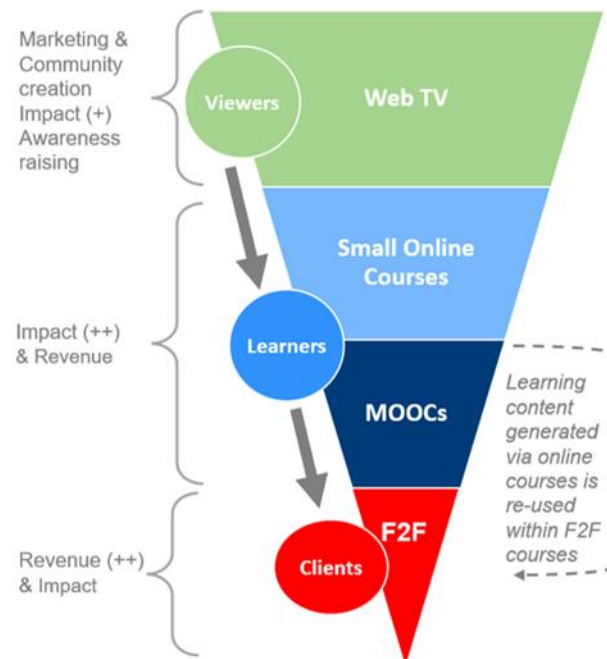 Marketing &
Community
creation
Impact (+)
Awareness
raising
Viewers
Web TV
Small Online
Courses
Impact (++)
& Revenue
Learners
MOOCs
Learning
content
generated
via online
courses is
re-used
within F2F
courses
F2F
Revenue (++)
& Impact
Clients